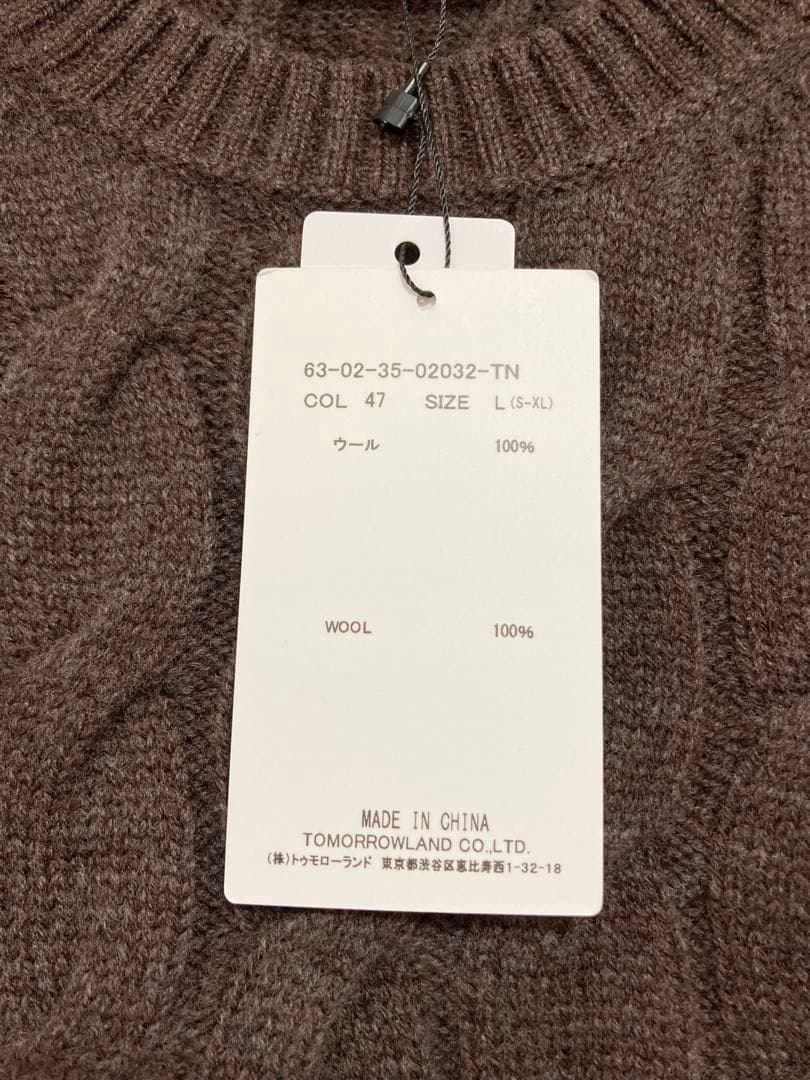 63-02-35-02032-TN
COL 47 SIZE L (S-XL)
ウール 100%
WOOL 100%
MADE IN CHINA
TOMORROWLAND CO.,LTD.
(株)トゥモローランド 東京都渋谷区恵比寿西1-32-18